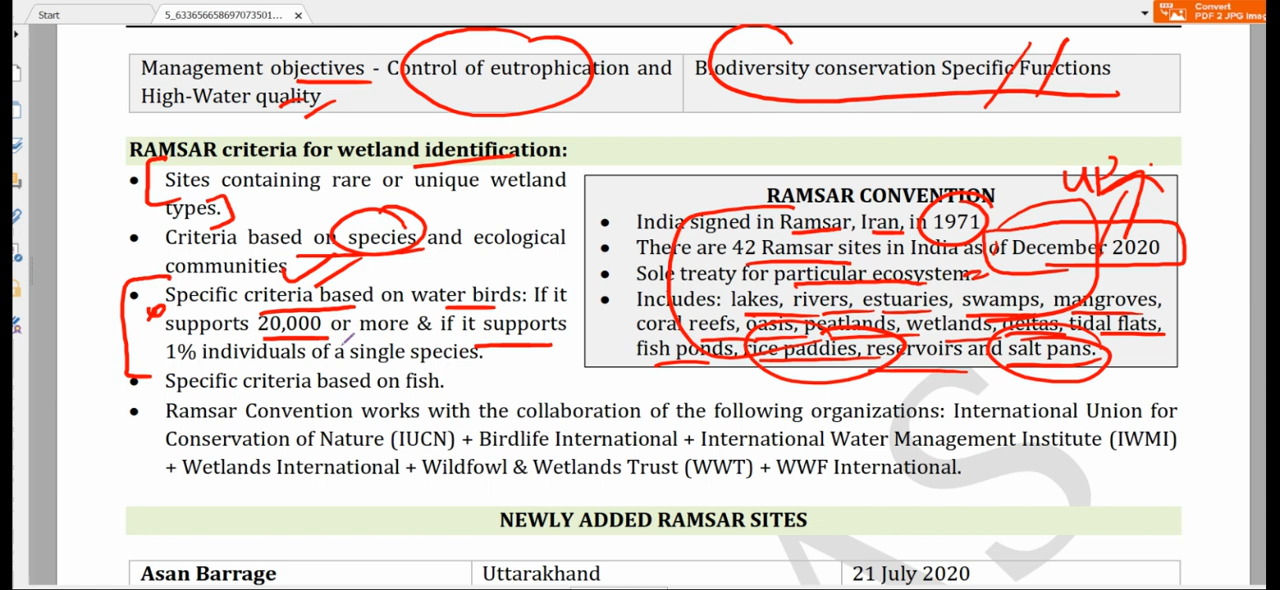 Start
5_633656658697073501...
Convert
PDF 2 JPG Imag
Management objectives - Control of eutrophication and
High-Water quality
Biodiversity conservation Specific Functions
RAMSAR criteria for wetland identification:
• Sites containing rare or unique wetland
types.
• Criteria based on species and ecological
communities
• Specific criteria based on water birds: If it
supports 20,000 or more & if it supports
1% individuals of a single species.
• Specific criteria based on fish.
RAMSAR CONVENTION
• India signed in Ramsar, Iran, in 1971
• There are 42 Ramsar sites in India as of December 2020
• Sole treaty for particular ecosystem
• Includes: lakes, rivers, estuaries, swamps, mangroves,
coral reefs, oasis, peatlands, wetlands, deltas, tidal flats,
fish ponds, rice paddies, reservoirs and salt pans.
• Ramsar Convention works with the collaboration of the following organizations: International Union for
Conservation of Nature (IUCN) + Birdlife International + International Water Management Institute (IWMI)
+ Wetlands International + Wildfowl & Wetlands Trust (WWT) + WWF International.
NEWLY ADDED RAMSAR SITES
Asan Barrage
Uttarakhand
21 July 2020